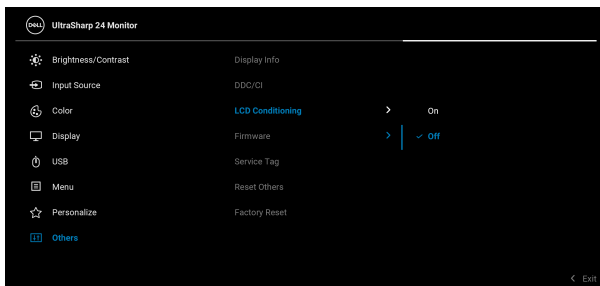 DELL UltraSharp 24 Monitor
Brightness/Contrast Display Info
Input Source DDC/CI
Color LCD Conditioning On
Display Firmware Off
USB Service Tag
Menu Reset Others
Personalize Factory Reset
Others
Exit